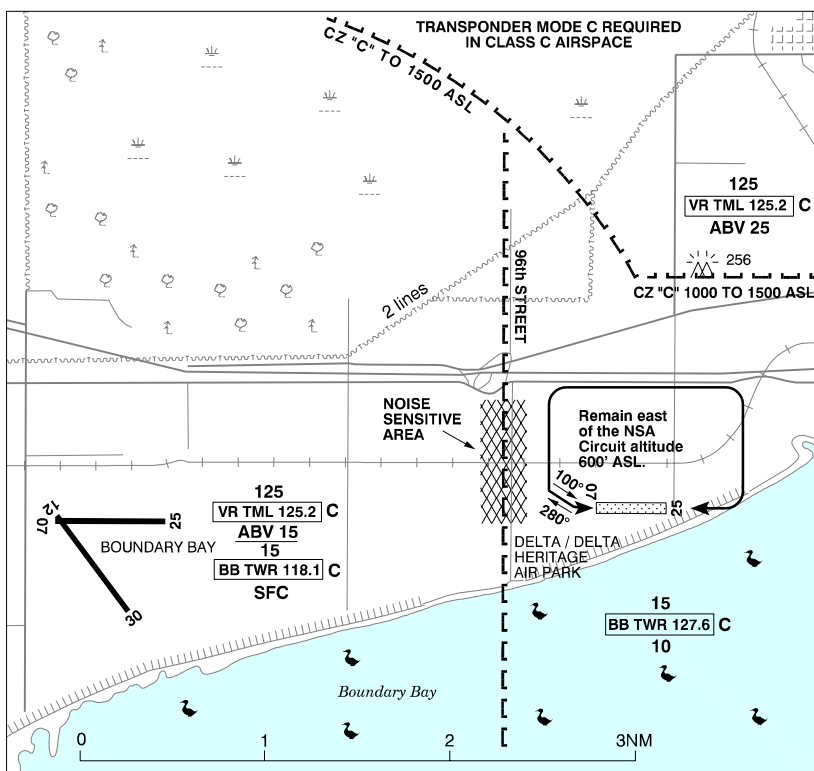 TRANSPONDER MODE C REQUIRED
IN CLASS C AIRSPACE
CZ "C" TO 1500 ASL
125
VR TML 125.2 C
ABV 25
256
CZ "C" 1000 TO 1500 ASL
96th STREET
2 lines
NOISE
SENSITIVE
AREA
Remain east
of the NSA
Circuit altitude
600' ASL.
100°
280°
07
25
125
VR TML 125.2 C
ABV 15
15
BB TWR 118.1 C
SFC
12
07
25
30
BOUNDARY BAY
DELTA / DELTA
HERITAGE
AIR PARK
15
BB TWR 127.6 C
10
Boundary Bay
0 1 2 3NM